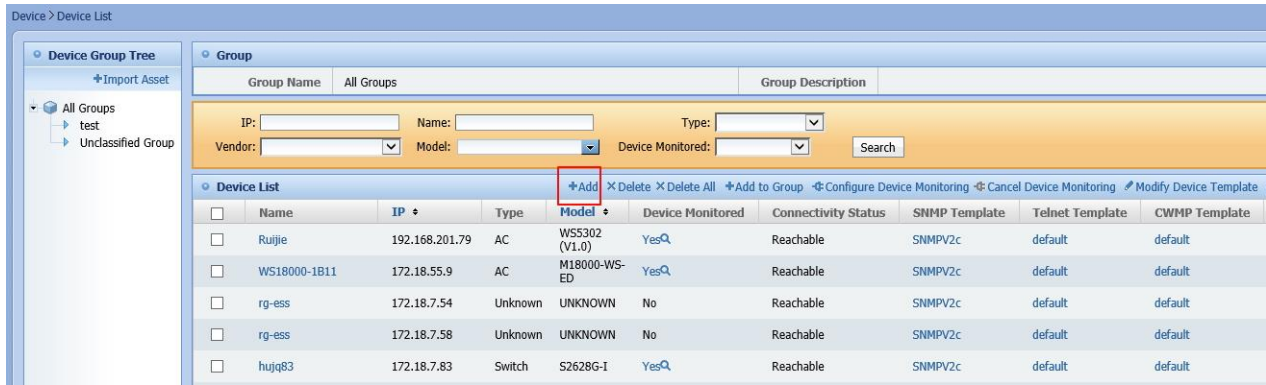 Device > Device List
Device Group Tree
+Import Asset
All Groups
test
Unclassified Group
Group
Group Name All Groups Group Description
IP: Name: Type:
Vendor: Model: Device Monitored: Search
Device List +Add ×Delete ×Delete All +Add to Group Configure Device Monitoring Cancel Device Monitoring Modify Device Template
Name IP Type Model Device Monitored Connectivity Status SNMP Template Telnet Template CWMP Template
Ruijie 192.168.201.79 AC WS5302 (V1.0) Yes Reachable SNMPV2c default default
WS18000-1B11 172.18.55.9 AC M18000-WS-ED Yes Reachable SNMPV2c default default
rg-ess 172.18.7.54 Unknown UNKNOWN No Reachable SNMPV2c default default
rg-ess 172.18.7.58 Unknown UNKNOWN No Reachable SNMPV2c default default
hujq83 172.18.7.83 Switch S2628G-I Yes Reachable SNMPV2c default default